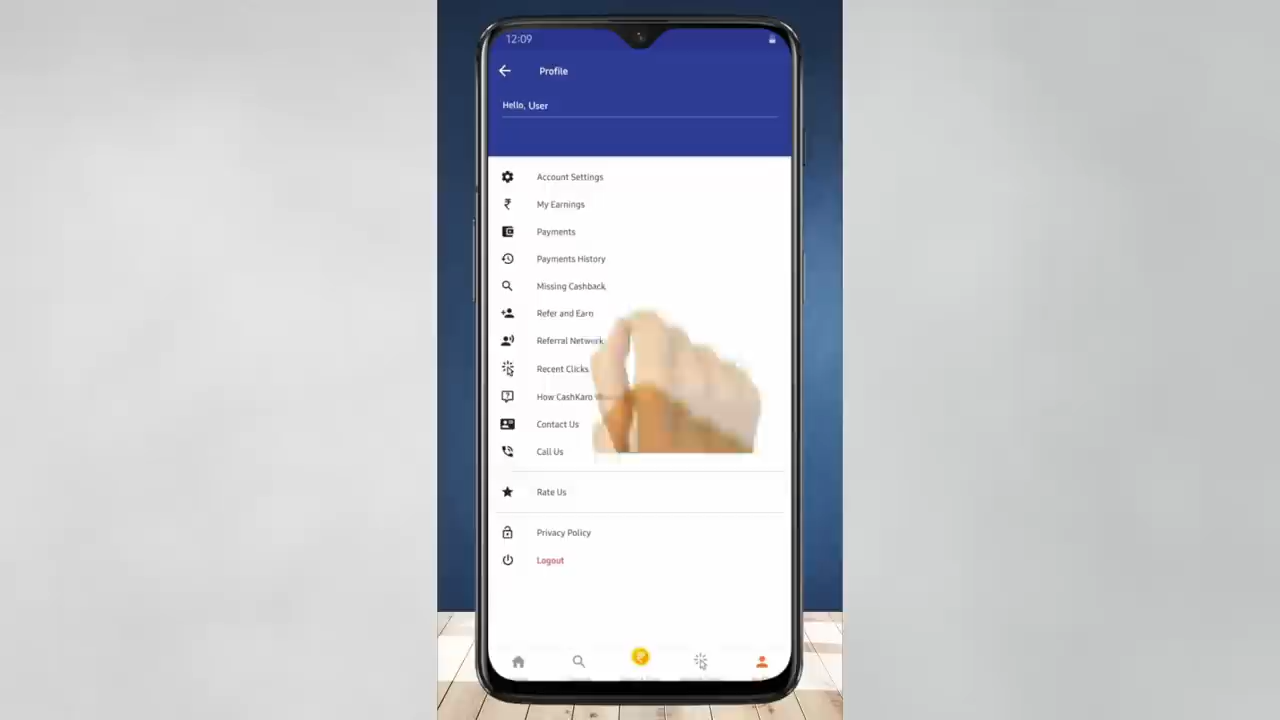 12:09
Profile
Hello, User
Account Settings
My Earnings
Payments
Payments History
Missing Cashback
Refer and Earn
Referral Network
Recent Clicks
How CashKaro
Contact Us
Call Us
Rate Us
Privacy Policy
Logout